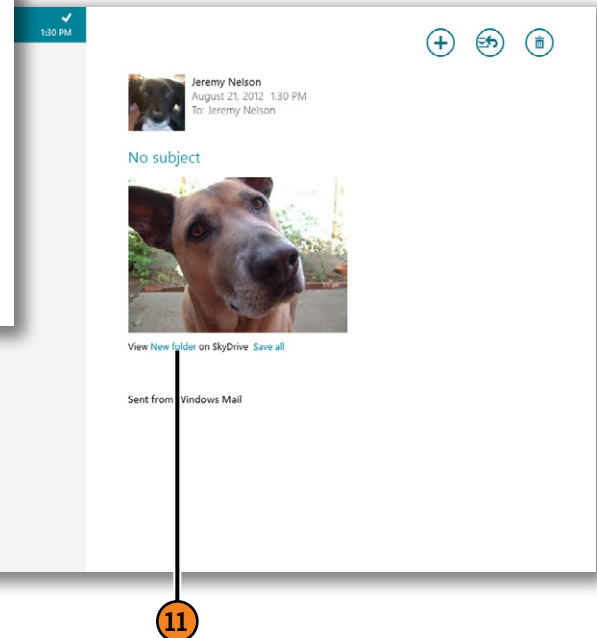 1:30 PM
Jeremy Nelson
August 21, 2012 1:30 PM
To: Jeremy Nelson
No subject
View New folder on SkyDrive Save all
Sent from Windows Mail
11